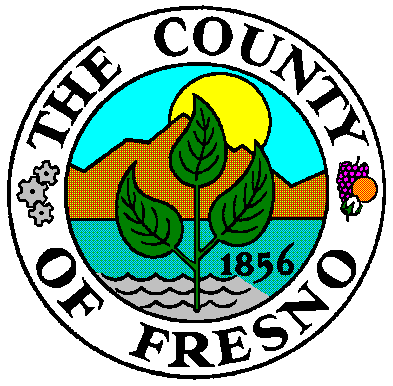 THE COUNTY
OF FRESNO
1856